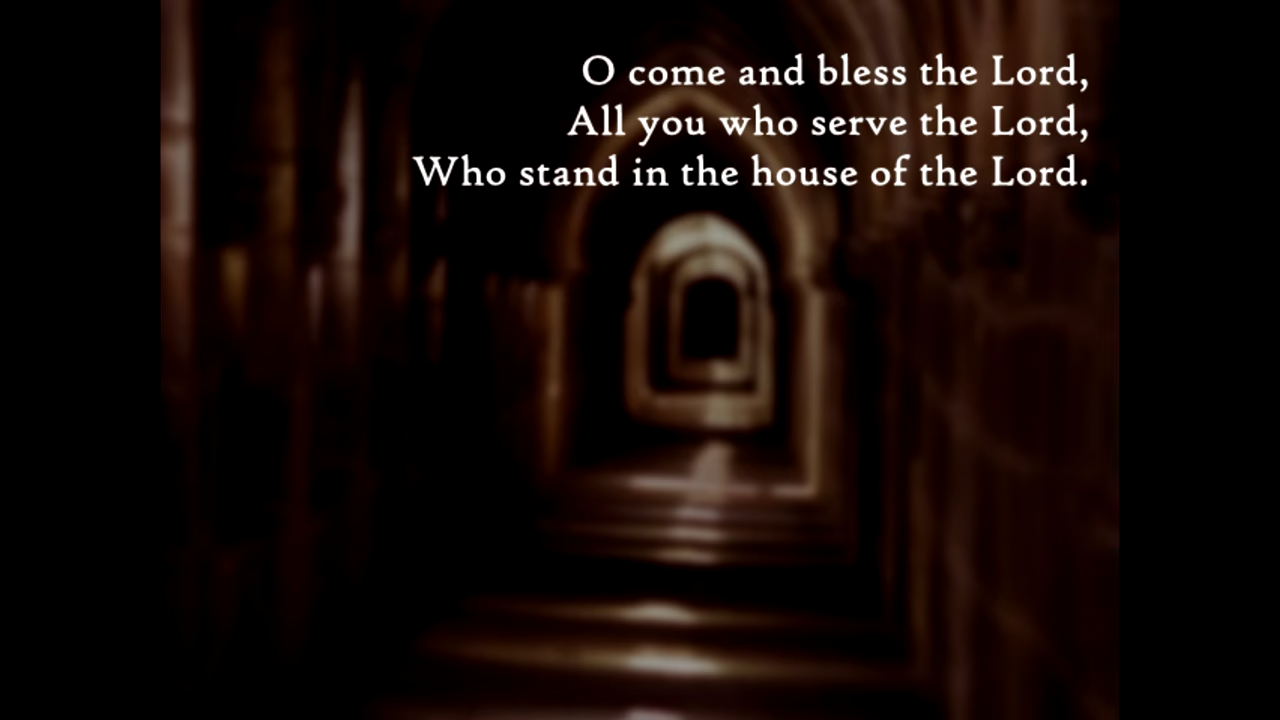 O come and bless the Lord,
All you who serve the Lord,
Who stand in the house of the Lord.